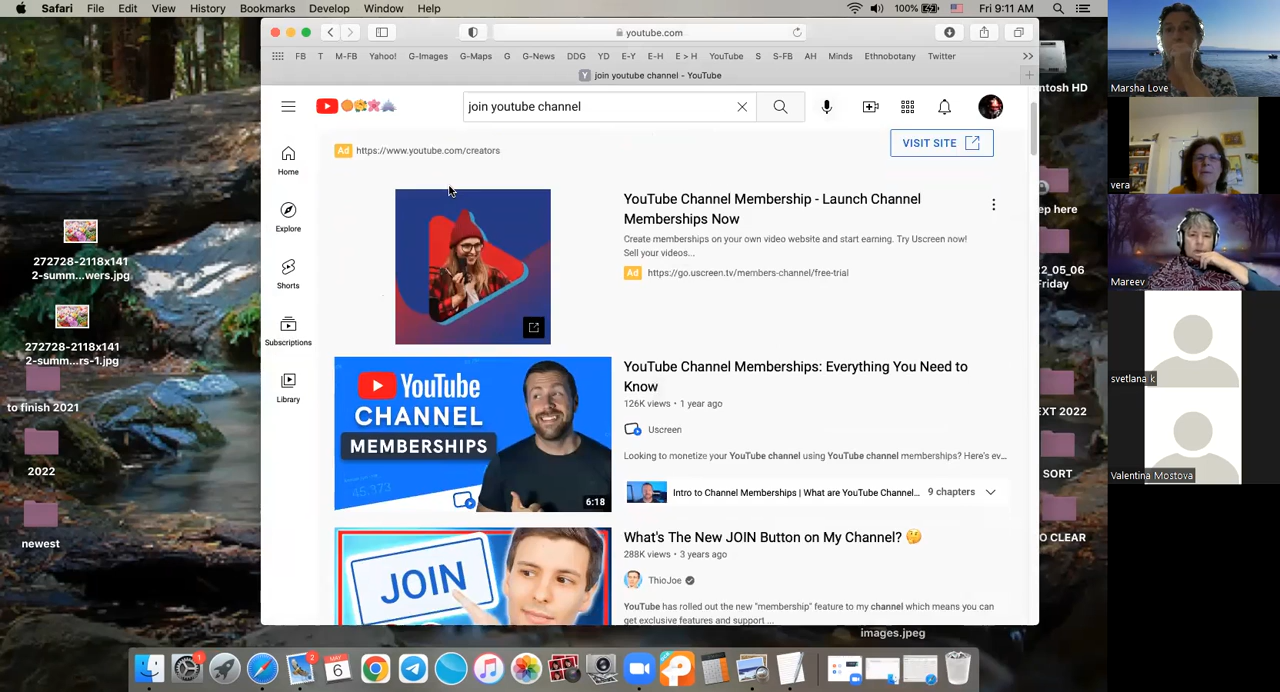 Safari File Edit View History Bookmarks Develop Window Help
100% Fri 9:11 AM
youtube.com
FB T M-FB Yahoo! G-Images G-Maps G G-News DDG YD E-Y E-H E > H YouTube S S-FB AH Minds Ethnobotany Twitter
join youtube channel - YouTube
join youtube channel
Ad https://www.youtube.com/creators
VISIT SITE
Home
Explore
Shorts
Subscriptions
Library
YouTube Channel Membership - Launch Channel
Memberships Now
Create memberships on your own video website and start earning. Try Uscreen now!
Sell your videos...
Ad https://go.uscreen.tv/members-channel/free-trial
YouTube
CHANNEL
MEMBERSHIPS
6:18
YouTube Channel Memberships: Everything You Need to
Know
126K views • 1 year ago
Uscreen
Looking to monetize your YouTube channel using YouTube channel memberships? Here's ev...
Intro to Channel Memberships | What are YouTube Channel... 9 chapters
JOIN
What's The New JOIN Button on My Channel? 🤔
288K views • 3 years ago
ThioJoe
YouTube has rolled out the new "membership" feature to my channel which means you can
get exclusive features and support ...
272728-2118x141
2-summ...wers.jpg
272728-2118x141
2-summ...rs-1.jpg
to finish 2021
2022
newest
ntosh HD
ep here
22_05_06
Friday
EXT 2022
SORT
O CLEAR
images.jpeg
Marsha Love
vera
Mareev
svetlana k
Valentina Mostova
1
2
MAY
6